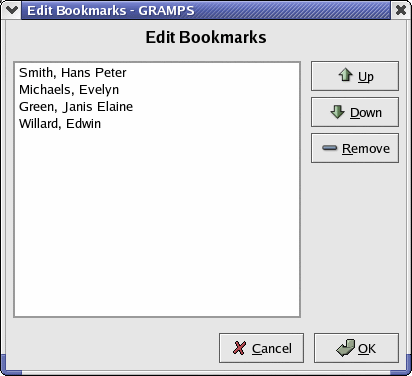 Edit Bookmarks - GRAMPS
Edit Bookmarks
Smith, Hans Peter
Michaels, Evelyn
Green, Janis Elaine
Willard, Edwin
Up
Down
Remove
Cancel
OK